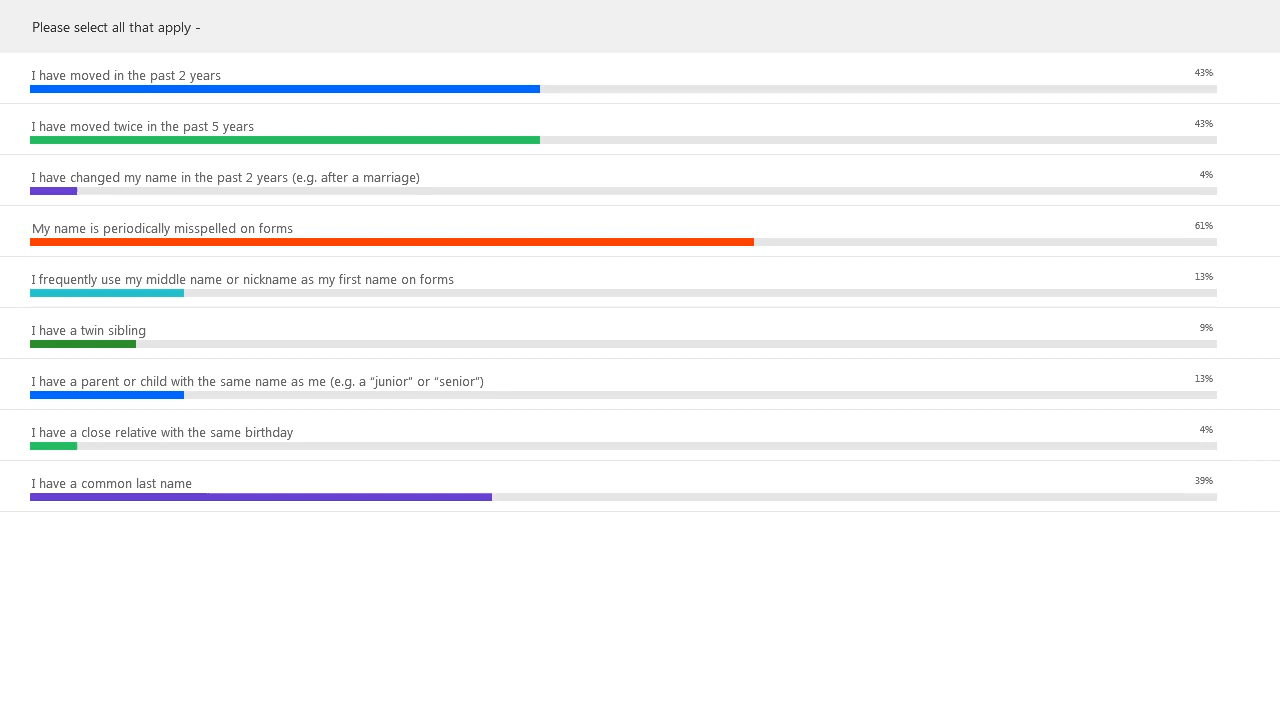 Please select all that apply -
I have moved in the past 2 years 43%
I have moved twice in the past 5 years 43%
I have changed my name in the past 2 years (e.g. after a marriage) 4%
My name is periodically misspelled on forms 61%
I frequently use my middle name or nickname as my first name on forms 13%
I have a twin sibling 9%
I have a parent or child with the same name as me (e.g. a “junior” or “senior”) 13%
I have a close relative with the same birthday 4%
I have a common last name 39%